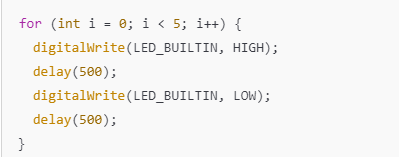 for (int i = 0; i < 5; i++) {
  digitalWrite(LED_BUILTIN, HIGH);
  delay(500);
  digitalWrite(LED_BUILTIN, LOW);
  delay(500);
}